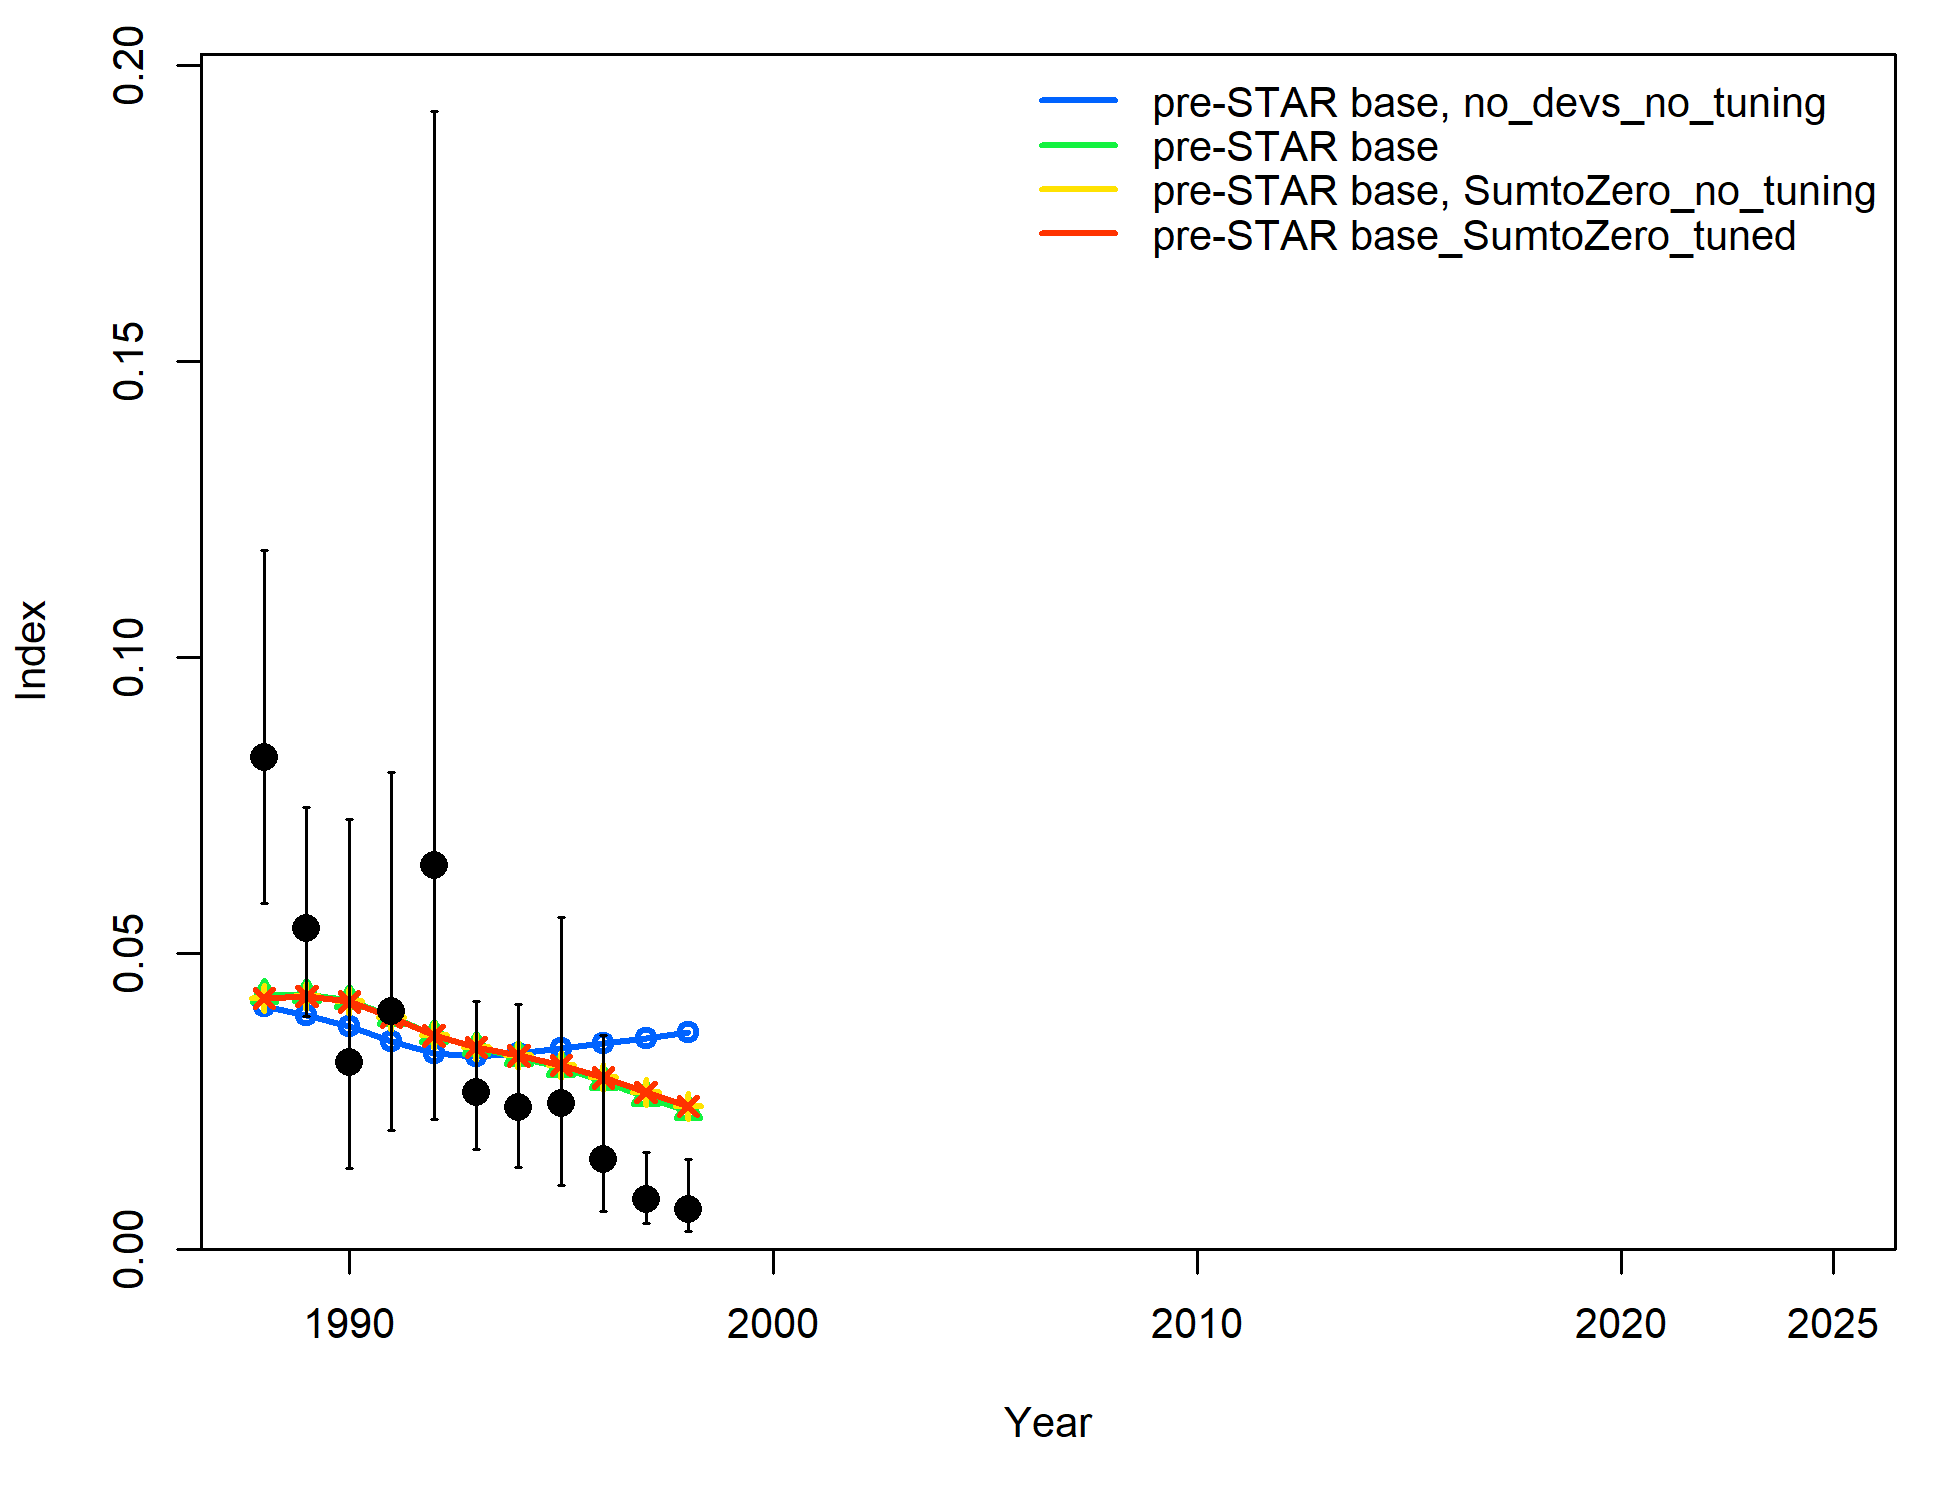 0.20
0.15
0.10
0.05
0.00
Index
pre-STAR base, no_devs_no_tuning
pre-STAR base
pre-STAR base, SumtoZero_no_tuning
pre-STAR base_SumtoZero_tuned
1990 2000 2010 2020 2025
Year